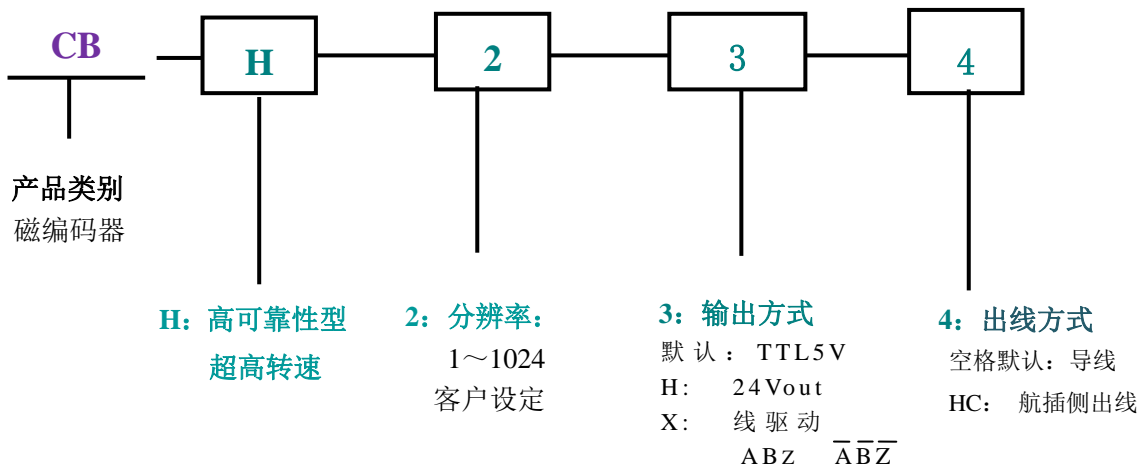 CB
H
2
3
4
产品类别
磁编码器
H：高可靠性型
超高转速
2：分辨率：
1～1024
客户设定
3：输出方式
默认：TTL5V
H: 24Vout
X: 线驱动
ABZ A̅B̅Z̅
4：出线方式
空格默认：导线
HC： 航插侧出线